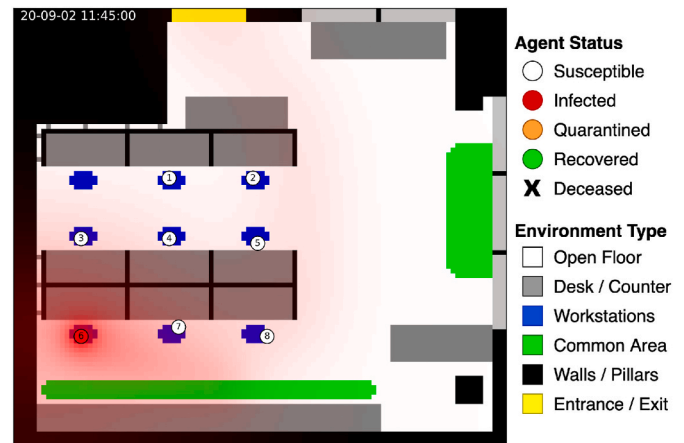 20-09-02 11:45:00
Agent Status
Susceptible
Infected
Quarantined
Recovered
X Deceased
Environment Type
Open Floor
Desk / Counter
Workstations
Common Area
Walls / Pillars
Entrance / Exit
1 2
3 4 5
6 7 8